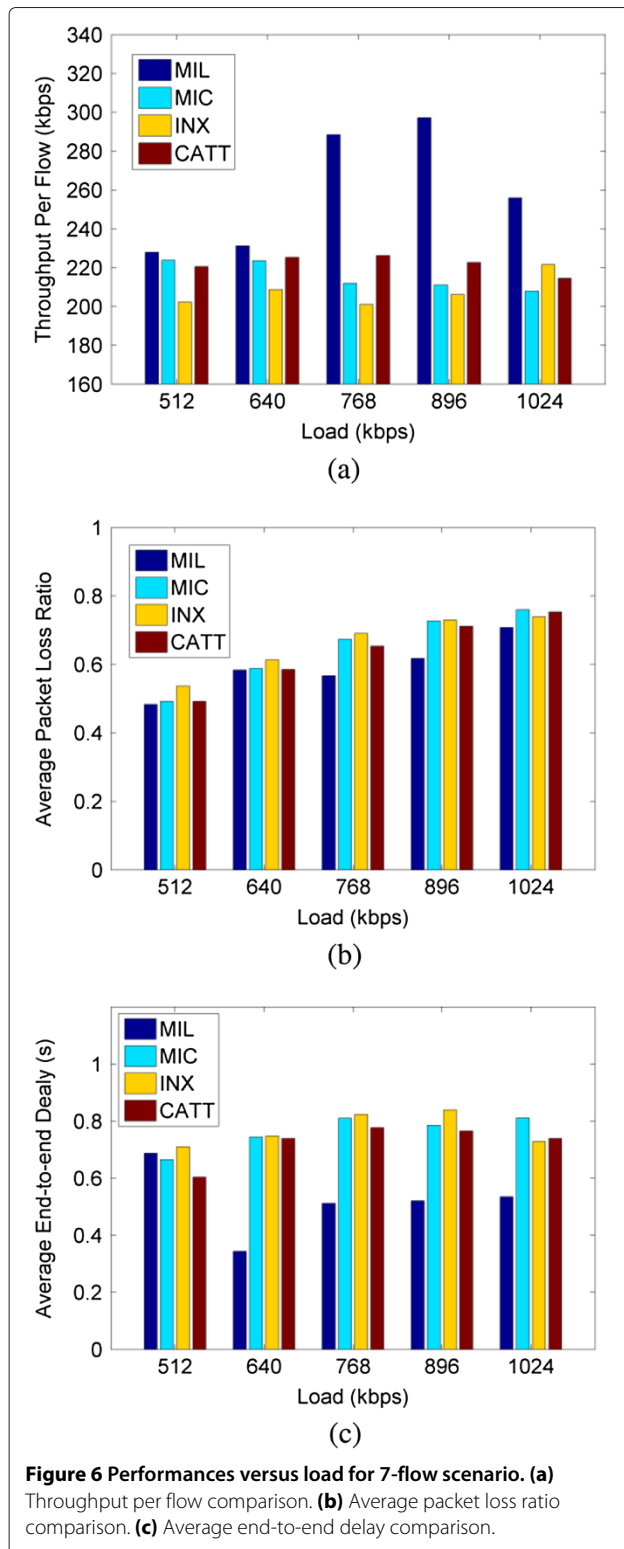 340
320
300
280
260
240
220
200
180
160
Throughput Per Flow (kbps)
MIL
MIC
INX
CATT
512 640 768 896 1024
Load (kbps)
(a)
1
0.8
0.6
0.4
0.2
0
Average Packet Loss Ratio
MIL
MIC
INX
CATT
512 640 768 896 1024
Load (kbps)
(b)
1
0.8
0.6
0.4
0.2
0
Average End-to-end Dealy (s)
MIL
MIC
INX
CATT
512 640 768 896 1024
Load (kbps)
(c)
Figure 6 Performances versus load for 7-flow scenario. (a)
Throughput per flow comparison. (b) Average packet loss ratio
comparison. (c) Average end-to-end delay comparison.